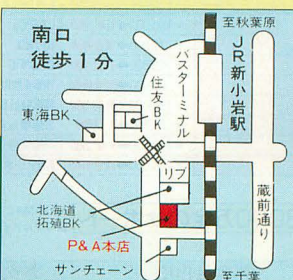 南口
徒歩1分
至秋葉原
JR新小岩駅
バスターミナル
住友BK
東海BK
リブ
蔵前通り
北海道
拓殖BK
P&A本店
サンチェーン
至千葉